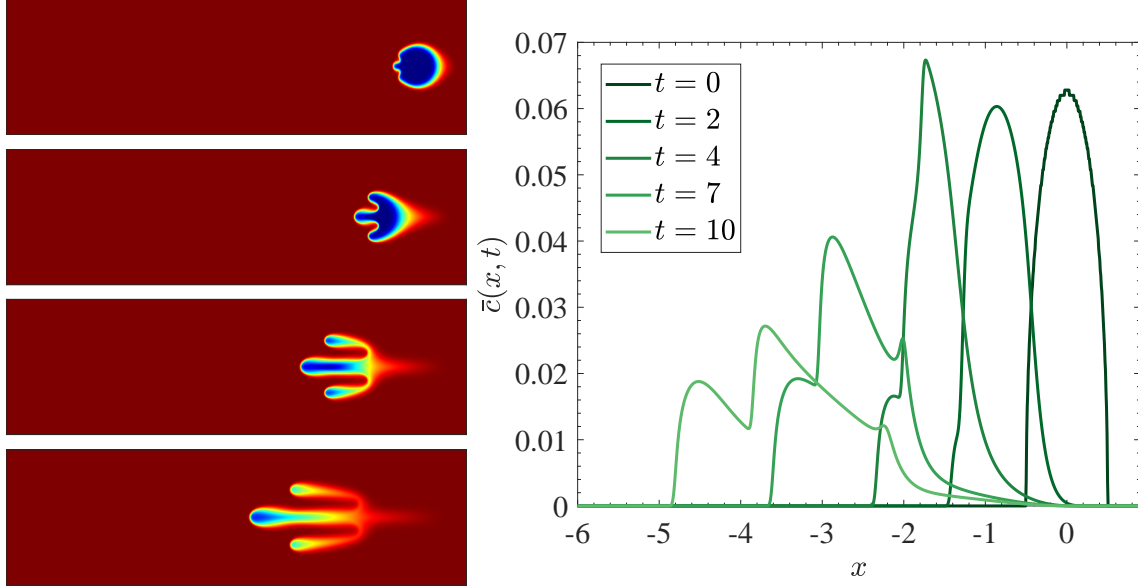 0.07
0.06
0.05
0.04
0.03
0.02
0.01
0
c̄(x, t)
t = 0
t = 2
t = 4
t = 7
t = 10
-6 -5 -4 -3 -2 -1 0
x